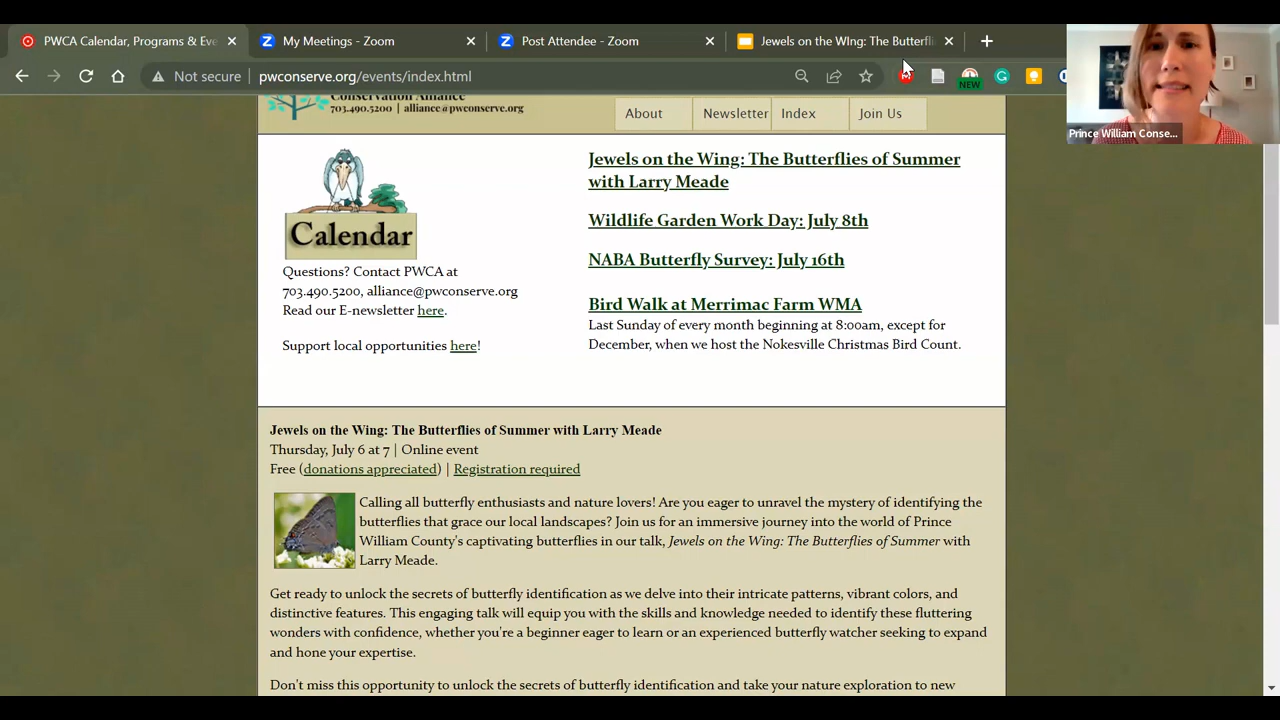 PWCA Calendar, Programs & Eve
My Meetings - Zoom
Post Attendee - Zoom
Jewels on the WIng: The Butterfl
Not secure
pwconserve.org/events/index.html
NEW
Prince William Conse...
Conservation Alliance
703.490.5200 | alliance@pwconserve.org
About
Newsletter
Index
Join Us
Calendar
Questions? Contact PWCA at
703.490.5200, alliance@pwconserve.org
Read our E-newsletter here.
Support local opportunities here!
Jewels on the Wing: The Butterflies of Summer
with Larry Meade
Wildlife Garden Work Day: July 8th
NABA Butterfly Survey: July 16th
Bird Walk at Merrimac Farm WMA
Last Sunday of every month beginning at 8:00am, except for
December, when we host the Nokesville Christmas Bird Count.
Jewels on the Wing: The Butterflies of Summer with Larry Meade
Thursday, July 6 at 7 | Online event
Free (donations appreciated) | Registration required
Calling all butterfly enthusiasts and nature lovers! Are you eager to unravel the mystery of identifying the
butterflies that grace our local landscapes? Join us for an immersive journey into the world of Prince
William County's captivating butterflies in our talk, Jewels on the Wing: The Butterflies of Summer with
Larry Meade.
Get ready to unlock the secrets of butterfly identification as we delve into their intricate patterns, vibrant colors, and
distinctive features. This engaging talk will equip you with the skills and knowledge needed to identify these fluttering
wonders with confidence, whether you're a beginner eager to learn or an experienced butterfly watcher seeking to expand
and hone your expertise.
Don't miss this opportunity to unlock the secrets of butterfly identification and take your nature exploration to new